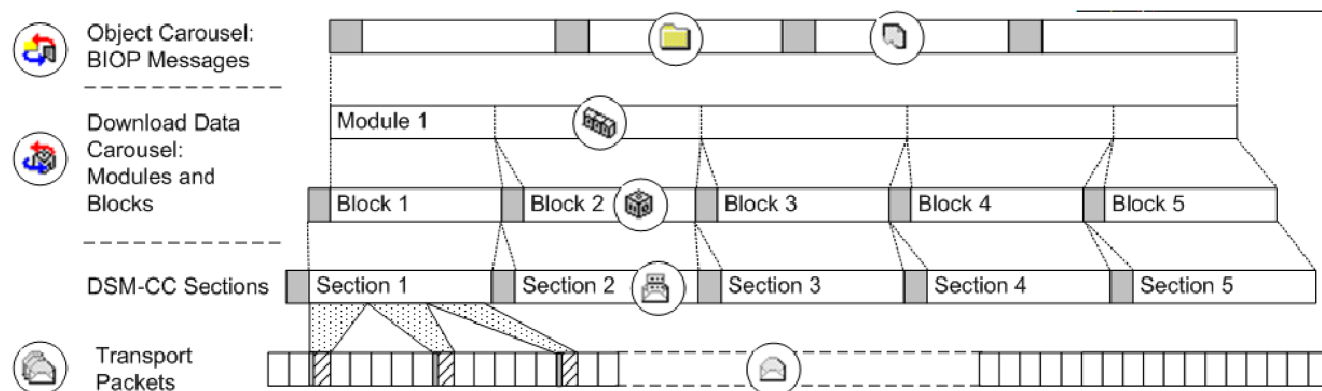 Object Carousel:
BIOP Messages
Download Data
Carousel:
Modules and
Blocks
Module 1
Block 1
Block 2
Block 3
Block 4
Block 5
DSM-CC Sections
Section 1
Section 2
Section 3
Section 4
Section 5
Transport
Packets